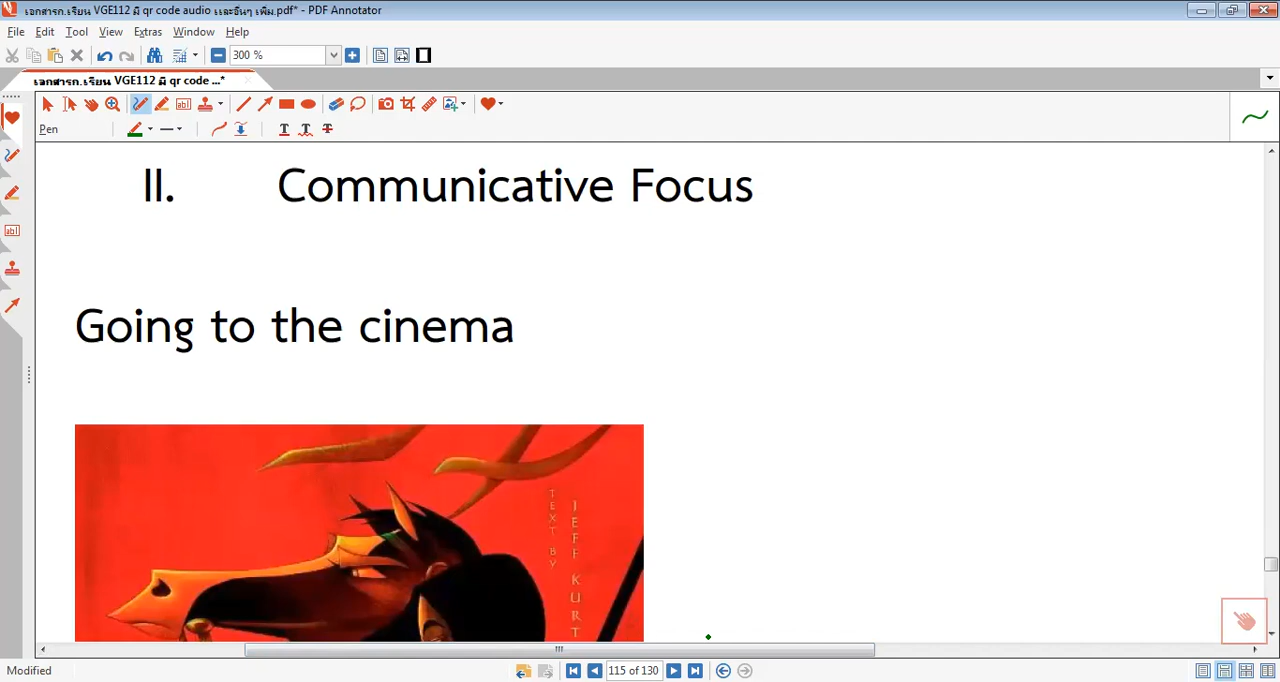 เอกสารก.เรียน VGE112 มี qr code audio และอื่นๆ เพิ่ม.pdf* - PDF Annotator
File Edit Tool View Extras Window Help
300 %
เอกสารก.เรียน VGE112 มี qr code ...*
Pen
II. Communicative Focus
Going to the cinema
TEXT BY
JEFF KURT
Modified
115 of 130